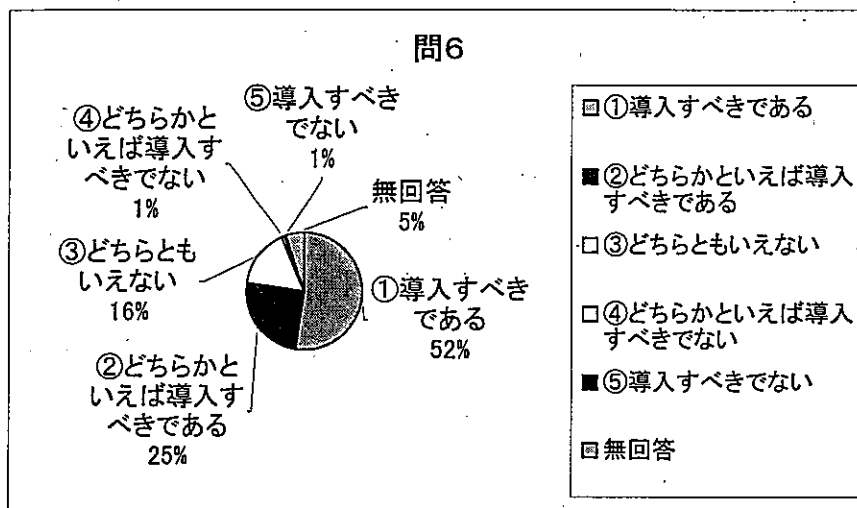 問6
⑤導入すべき
でない
1%
④どちらかと
いえば導入す
べきでない
1%
無回答
5%
③どちらとも
いえない
16%
①導入すべき
である
52%
②どちらかと
いえば導入す
べきである
25%
①導入すべきである
②どちらかといえば導入
すべきである
③どちらともいえない
④どちらかといえば導入
すべきでない
⑤導入すべきでない
無回答